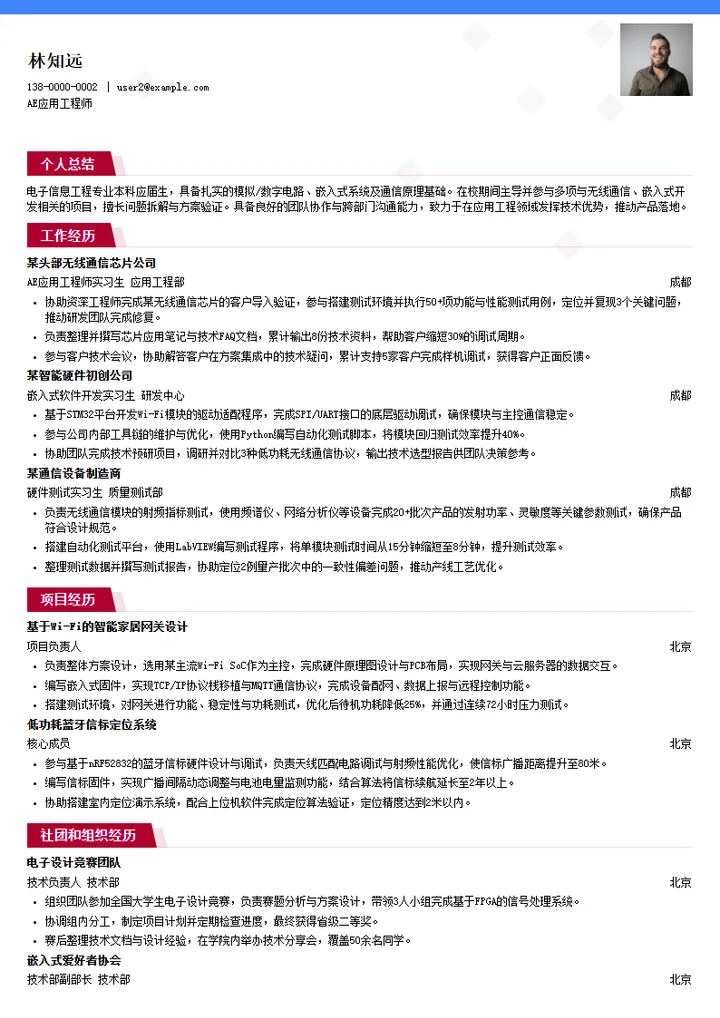 林知远
138-0000-0002 | user2@example.com
AE应用工程师
个人总结
电子信息工程专业本科应届生，具备扎实的模拟/数字电路、嵌入式系统及通信原理基础。在校期间主导并参与多项与无线通信、嵌入式开
发相关的项目，擅长问题拆解与方案验证。具备良好的团队协作与跨部门沟通能力，致力于在应用工程领域发挥技术优势，推动产品落地。
工作经历
某头部无线通信芯片公司
AE应用工程师实习生 应用工程部 成都
• 协助资深工程师完成某无线通信芯片的客户导入验证，参与搭建测试环境并执行50+项功能与性能测试用例，定位并复现3个关键问题，
推动研发团队完成修复。
• 负责整理并撰写芯片应用笔记与技术FAQ文档，累计输出8份技术资料，帮助客户缩短30%的调试周期。
• 参与客户技术会议，协助解答客户在方案集成中的技术疑问，累计支持5家客户完成样机调试，获得客户正面反馈。
某智能硬件初创公司
嵌入式软件开发实习生 研发中心 成都
• 基于STM32平台开发Wi-Fi模块的驱动适配程序，完成SPI/UART接口的底层驱动调试，确保模块与主控通信稳定。
• 参与公司内部工具链的维护与优化，使用Python编写自动化测试脚本，将模块回归测试效率提升40%。
• 协助团队完成技术预研项目，调研并对比3种低功耗无线通信协议，输出技术选型报告供团队决策参考。
某通信设备制造商
硬件测试实习生 质量测试部 成都
• 负责无线通信模块的射频指标测试，使用频谱仪、网络分析仪等设备完成20+批次产品的发射功率、灵敏度等关键参数测试，确保产品
符合设计规范。
• 搭建自动化测试平台，使用LabVIEW编写测试程序，将单模块测试时间从15分钟缩短至8分钟，提升测试效率。
• 整理测试数据并撰写测试报告，协助定位2例量产批次中的一致性偏差问题，推动产线工艺优化。
项目经历
基于Wi-Fi的智能家居网关设计
项目负责人 北京
• 负责整体方案设计，选用某主流Wi-Fi SoC作为主控，完成硬件原理图设计与PCB布局，实现网关与云服务器的数据交互。
• 编写嵌入式固件，实现TCP/IP协议栈移植与MQTT通信协议，完成设备配网、数据上报与远程控制功能。
• 搭建测试环境，对网关进行功能、稳定性与功耗测试，优化后待机功耗降低25%，并通过连续72小时压力测试。
低功耗蓝牙信标定位系统
核心成员 北京
• 参与基于nRF52832的蓝牙信标硬件设计与调试，负责天线匹配电路调试与射频性能优化，使信标广播距离提升至80米。
• 编写信标固件，实现广播间隔动态调整与电池电量监测功能，结合算法将信标续航延长至2年以上。
• 协助搭建室内定位演示系统，配合上位机软件完成定位算法验证，定位精度达到2米以内。
社团和组织经历
电子设计竞赛团队
技术负责人 技术部 北京
• 组织团队参加全国大学生电子设计竞赛，负责赛题分析与方案设计，带领3人小组完成基于FPGA的信号处理系统。
• 协调组内分工，制定项目计划并定期检查进度，最终获得省级二等奖。
• 赛后整理技术文档与设计经验，在学院内举办技术分享会，覆盖50余名同学。
嵌入式爱好者协会
技术部副部长 技术部 北京